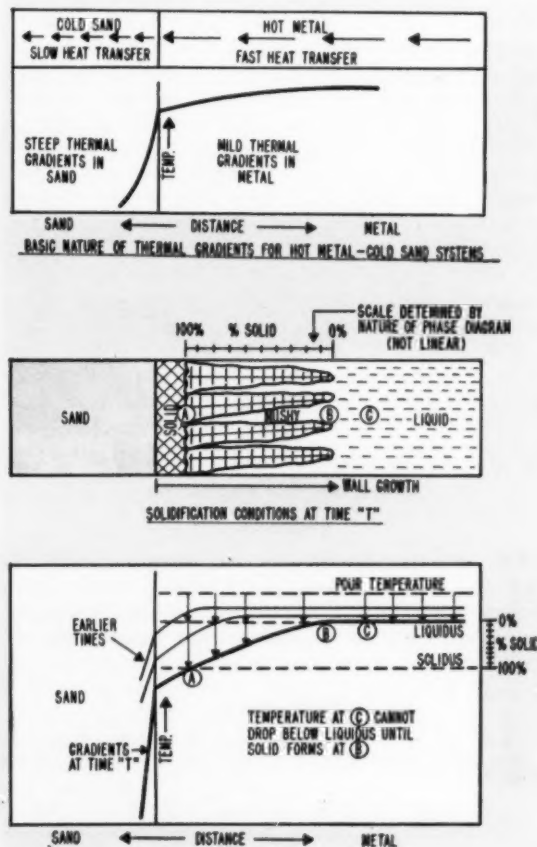 COLD SAND
SLOW HEAT TRANSFER
HOT METAL
FAST HEAT TRANSFER
STEEP THERMAL
GRADIENTS IN
SAND
TEMP.
MILD THERMAL
GRADIENTS IN
METAL
SAND DISTANCE METAL
BASIC NATURE OF THERMAL GRADIENTS FOR HOT METAL-COLD SAND SYSTEMS
100% % SOLID 0%
SCALE DETEMINED BY
NATURE OF PHASE DIAGRAM
(NOT LINEAR)
SAND SOLID A MUSHY B C LIQUID
WALL GROWTH
SOLIDIFICATION CONDITIONS AT TIME "T"
POUR TEMPERATURE
EARLIER
TIMES
B C LIQUIDUS
0%
% SOLID
100%
SOLIDUS
A
SAND
GRADIENTS
AT TIME "T"
TEMP.
TEMPERATURE AT C CANNOT
DROP BELOW LIQUIDUS UNTIL
SOLID FORMS AT B
SAND DISTANCE METAL